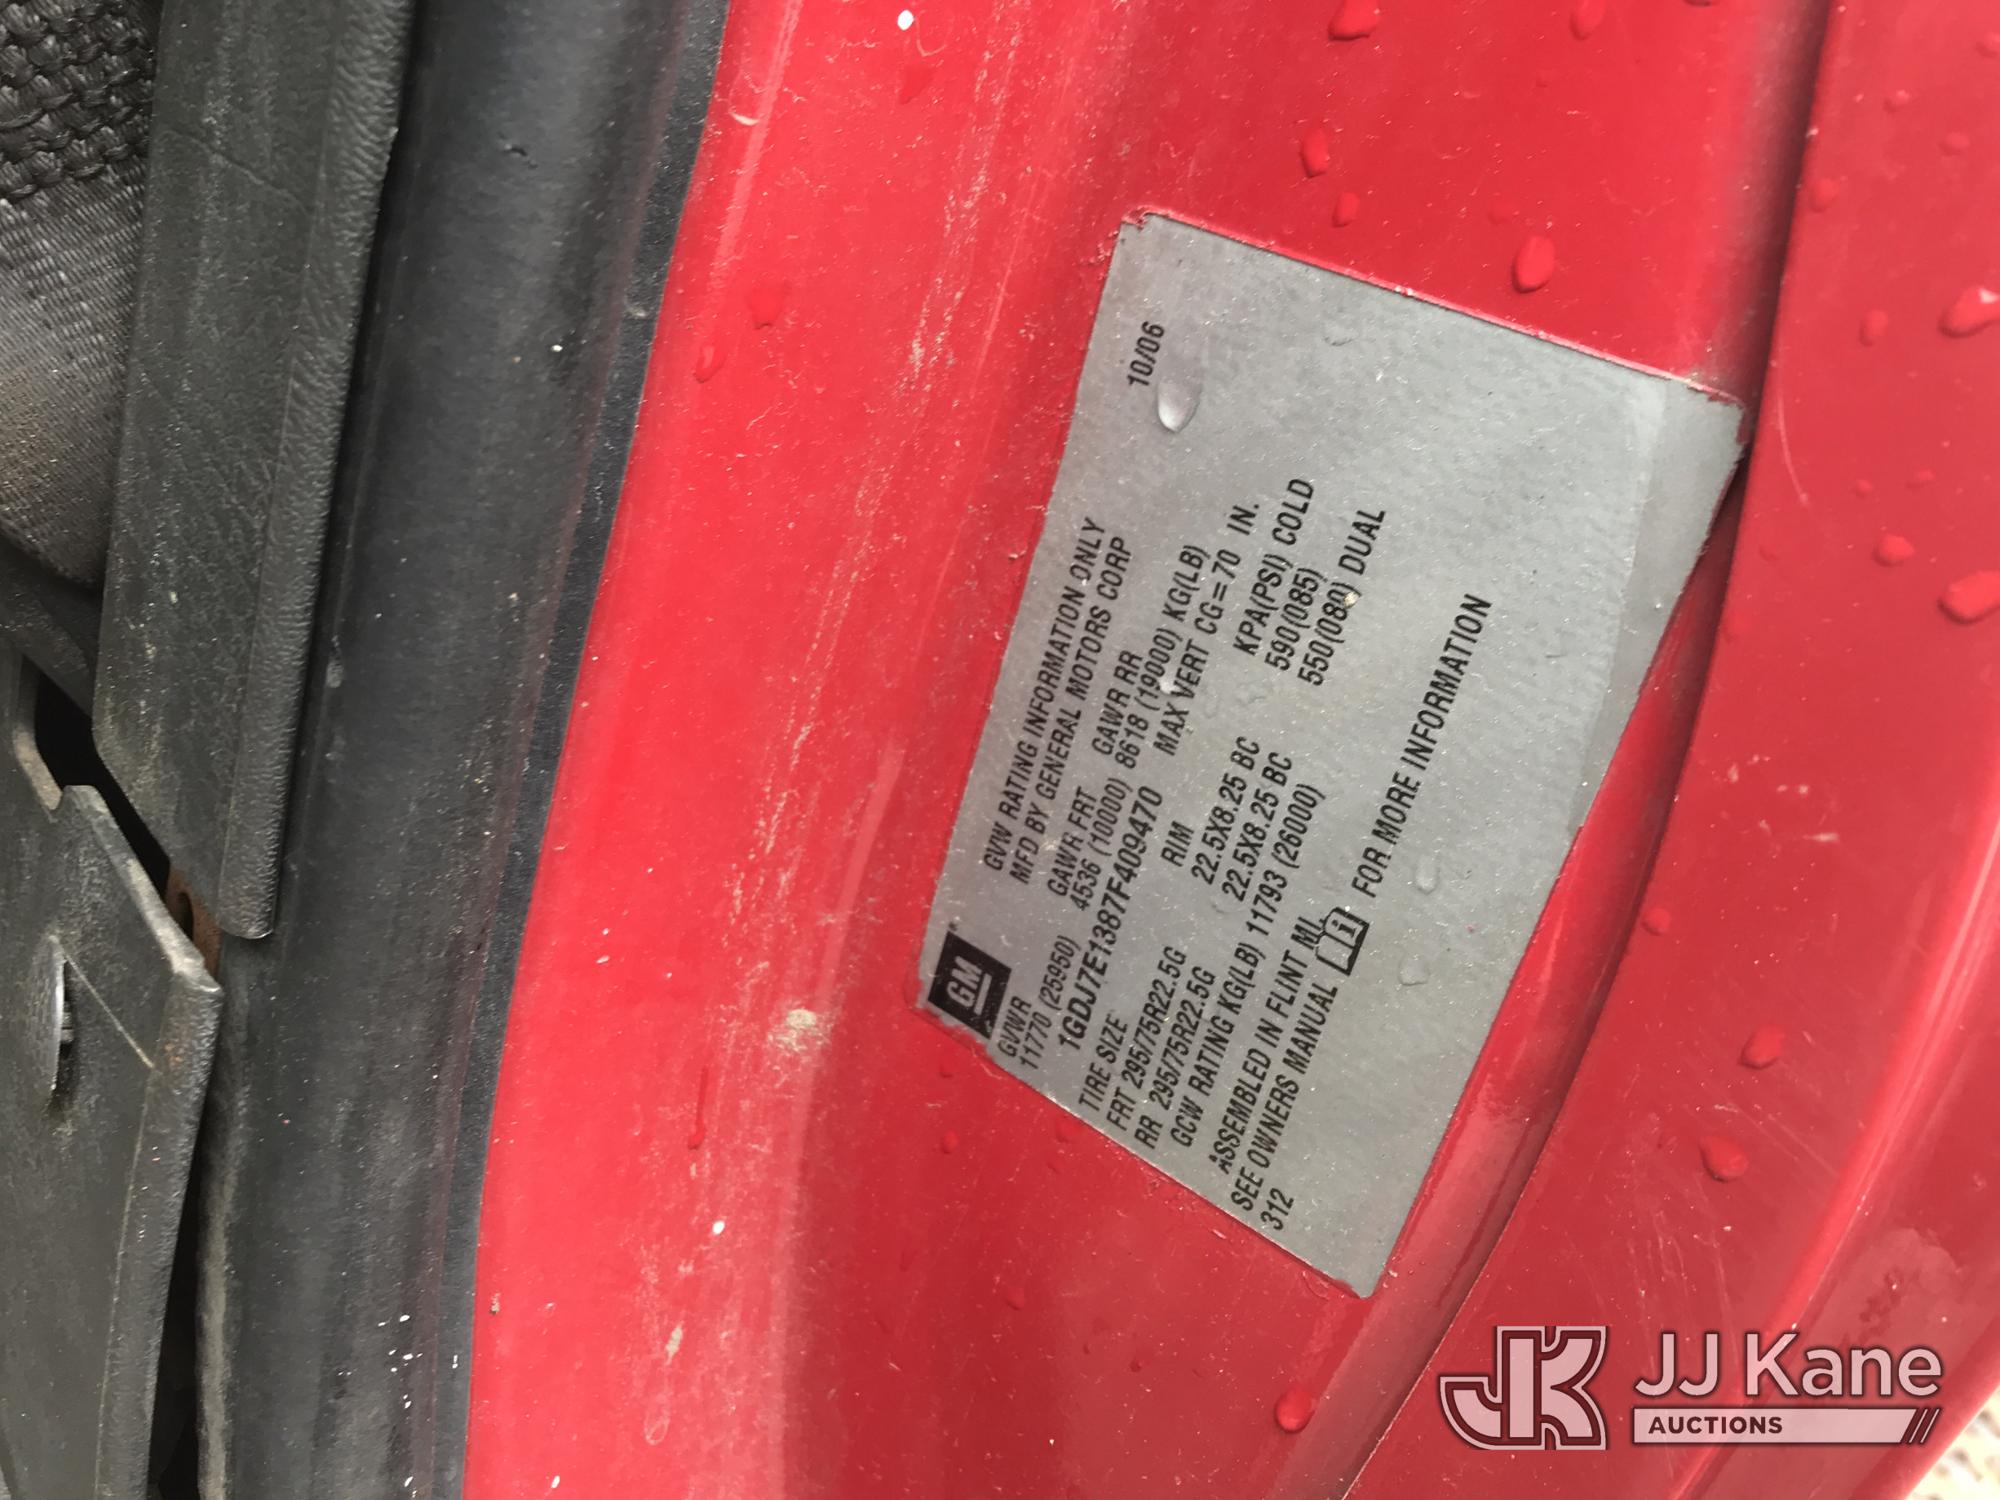 GM
GVW RATING INFORMATION ONLY
MFD BY GENERAL MOTORS CORP
10/06
GVWR GAWR FRT GAWR RR
11770 (25950) 4536 (10000) 8618 (19000) KG(LB)
1GDJ7E1387F409470 MAX VERT CG=70 IN.
TIRE SIZE RIM KPA(PSI) COLD
FRT 295/75R22.5G 22.5X8.25 BC 590(085)
RR 295/75R22.5G 22.5X8.25 BC 550(080) DUAL
GCW RATING KG(LB) 11793 (26000)
ASSEMBLED IN FLINT MI.
SEE OWNERS MANUAL i FOR MORE INFORMATION
312
JK JJ Kane
AUCTIONS